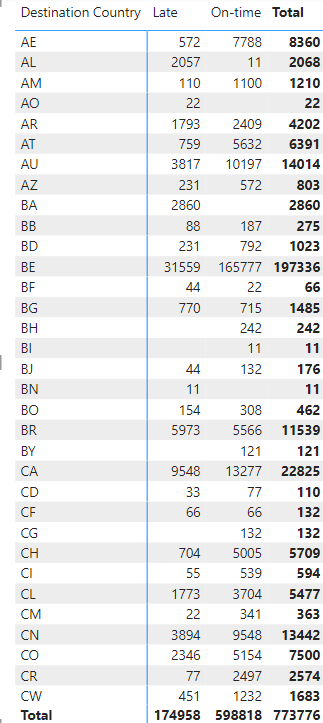 Destination Country Late On-time Total
AE 572 7788 8360
AL 2057 11 2068
AM 110 1100 1210
AO 22 22
AR 1793 2409 4202
AT 759 5632 6391
AU 3817 10197 14014
AZ 231 572 803
BA 2860 2860
BB 88 187 275
BD 231 792 1023
BE 31559 165777 197336
BF 44 22 66
BG 770 715 1485
BH 242 242
BI 11 11
BJ 44 132 176
BN 11 11
BO 154 308 462
BR 5973 5566 11539
BY 121 121
CA 9548 13277 22825
CD 33 77 110
CF 66 66 132
CG 132 132
CH 704 5005 5709
CI 55 539 594
CL 1773 3704 5477
CM 22 341 363
CN 3894 9548 13442
CO 2346 5154 7500
CR 77 2497 2574
CW 451 1232 1683
Total 174958 598818 773776